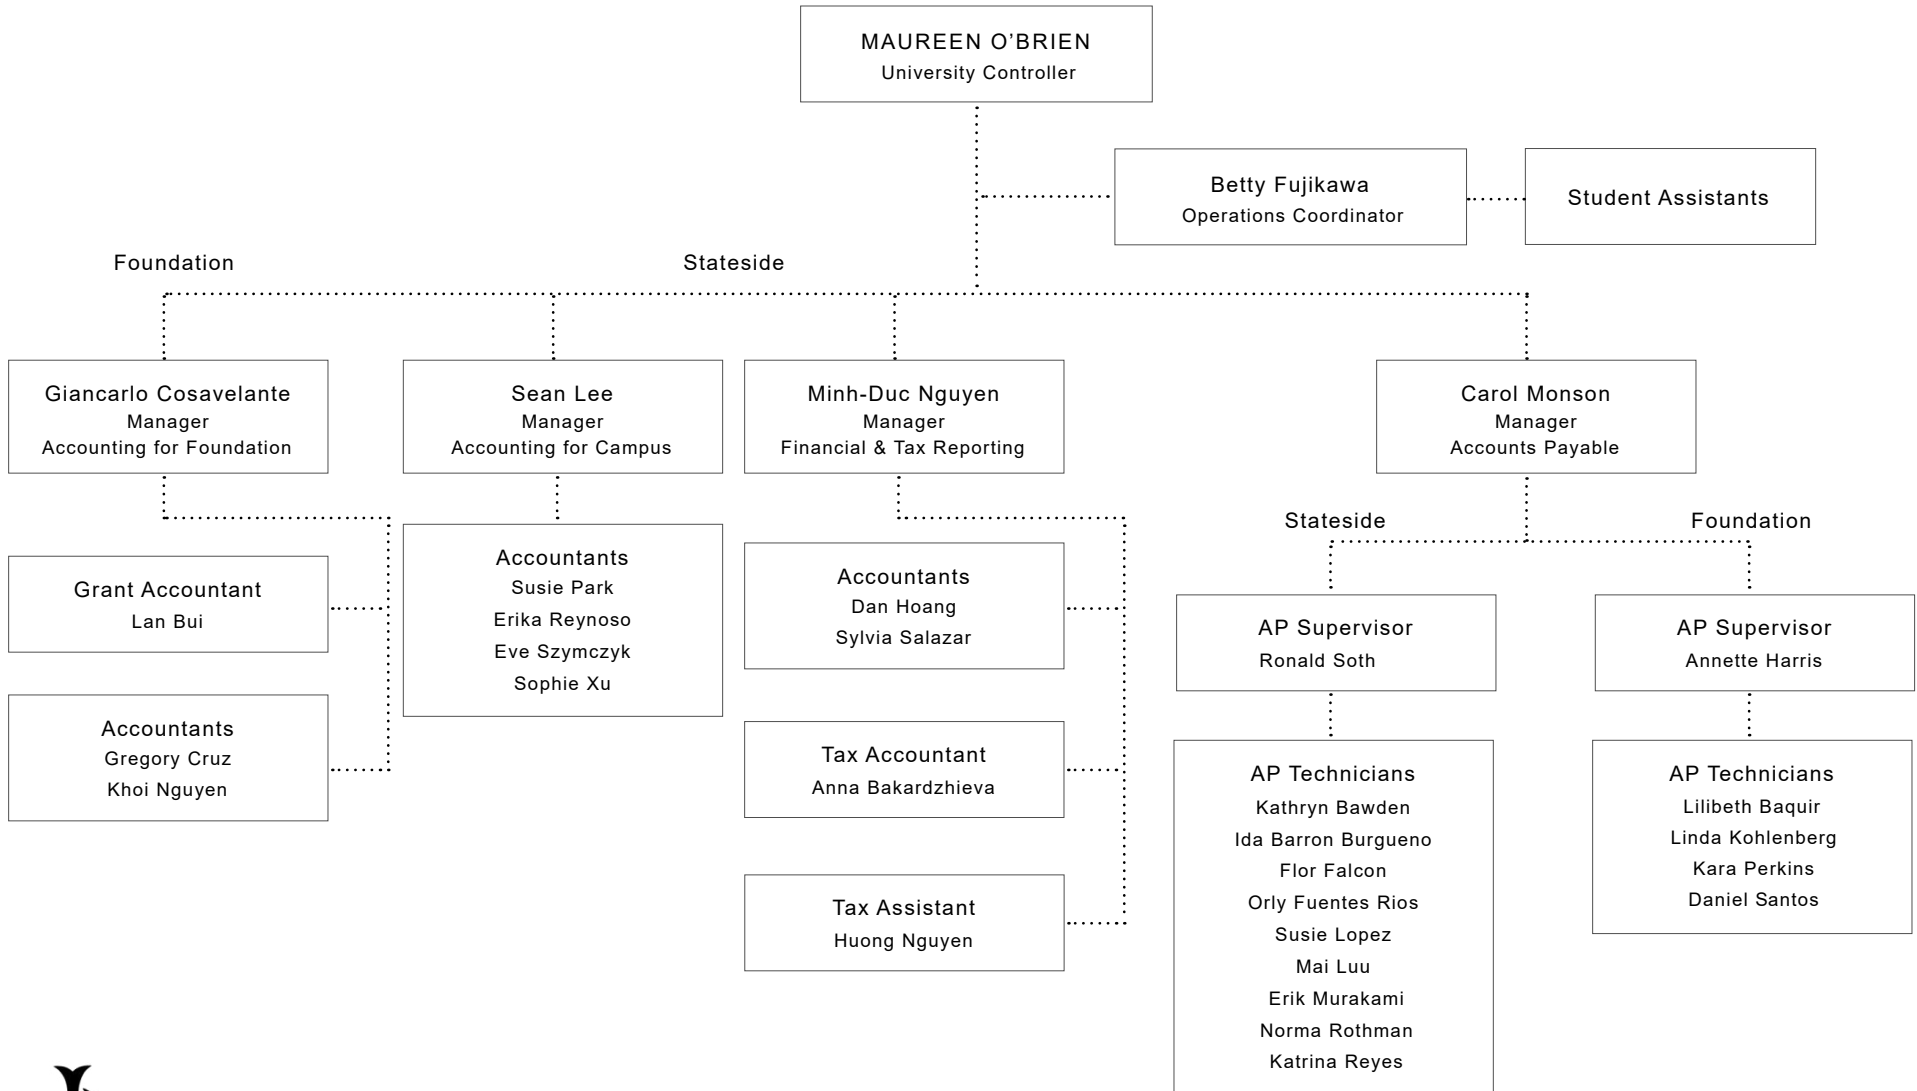 MAUREEN O’BRIEN
University Controller
Betty Fujikawa
Operations Coordinator
Student Assistants
Foundation
Stateside
Giancarlo Cosavelante
Manager
Accounting for Foundation
Sean Lee
Manager
Accounting for Campus
Minh-Duc Nguyen
Manager
Financial & Tax Reporting
Carol Monson
Manager
Accounts Payable
Grant Accountant
Lan Bui
Accountants
Gregory Cruz
Khoi Nguyen
Accountants
Susie Park
Erika Reynoso
Eve Szymczyk
Sophie Xu
Accountants
Dan Hoang
Sylvia Salazar
Tax Accountant
Anna Bakardzhieva
Tax Assistant
Huong Nguyen
Stateside
Foundation
AP Supervisor
Ronald Soth
AP Technicians
Kathryn Bawden
Ida Barron Burgueno
Flor Falcon
Orly Fuentes Rios
Susie Lopez
Mai Luu
Erik Murakami
Norma Rothman
Katrina Reyes
AP Supervisor
Annette Harris
AP Technicians
Lilibeth Baquir
Linda Kohlenberg
Kara Perkins
Daniel Santos